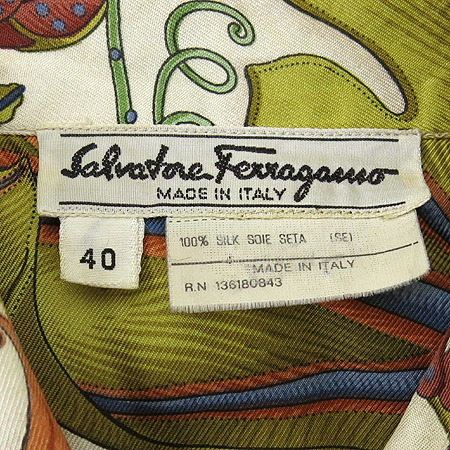 Salvatore Ferragamo
MADE IN ITALY
40
100% SILK SOIE SETA (SE)
MADE IN ITALY
R.N 136180843